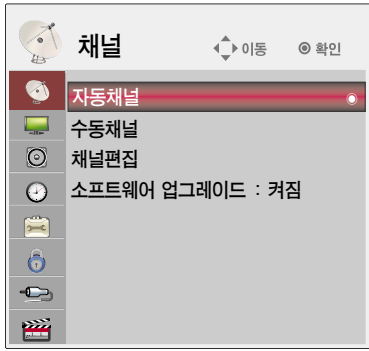 채널 이동 확인
자동채널
수동채널
채널편집
소프트웨어 업그레이드 : 켜짐